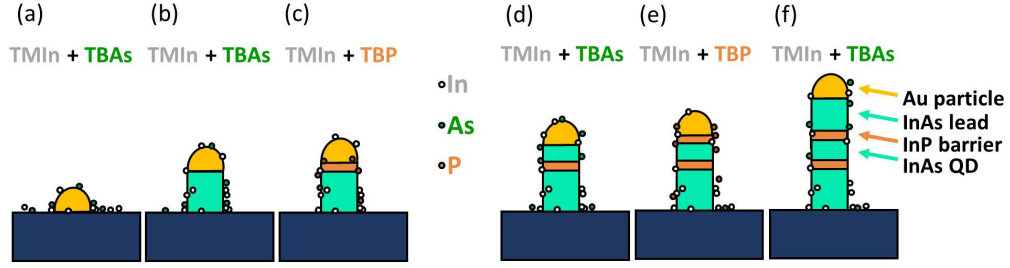 (a)
(b)
(c)
(d)
(e)
(f)
TMIn + TBAs
TMIn + TBAs
TMIn + TBP
TMIn + TBAs
TMIn + TBP
TMIn + TBAs
In
As
P
Au particle
InAs lead
InP barrier
InAs QD